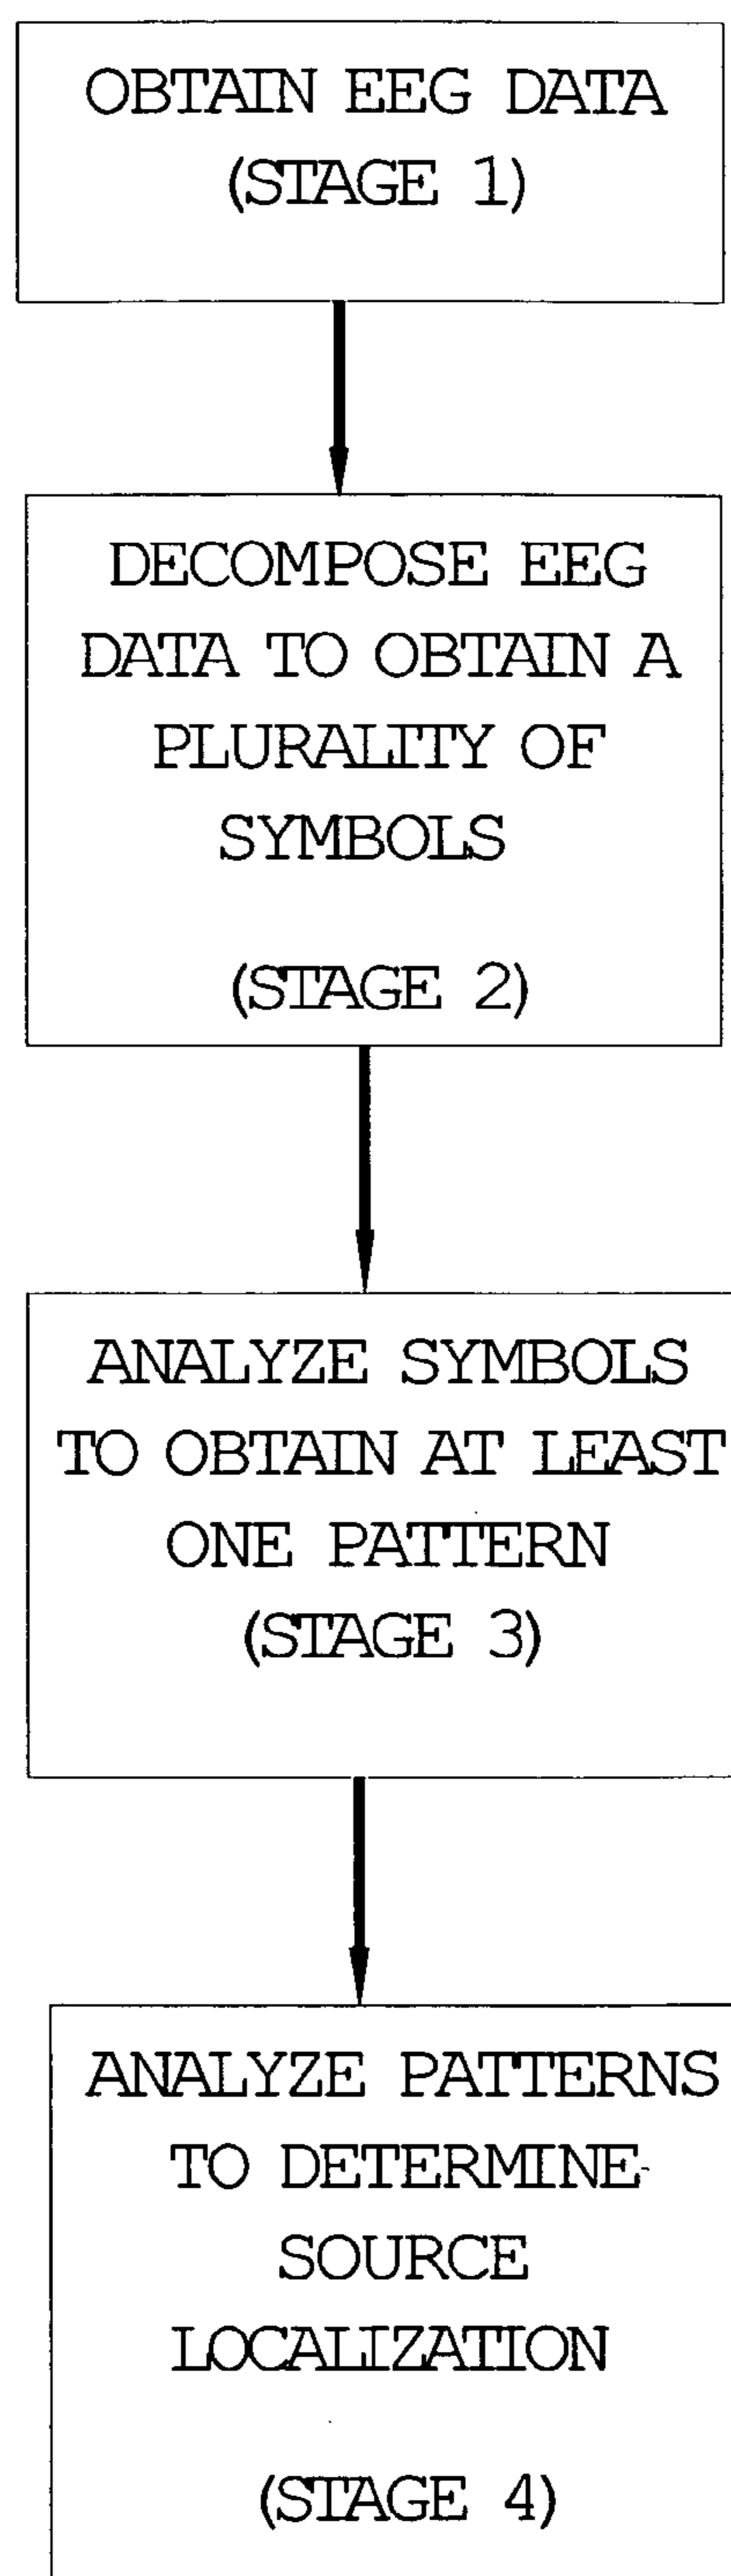 OBTAIN EEG DATA
(STAGE 1)
DECOMPOSE EEG
DATA TO OBTAIN A
PLURALITY OF
SYMBOLS
(STAGE 2)
ANALYZE SYMBOLS
TO OBTAIN AT LEAST
ONE PATTERN
(STAGE 3)
ANALYZE PATTERNS
TO DETERMINE
SOURCE
LOCALIZATION
(STAGE 4)